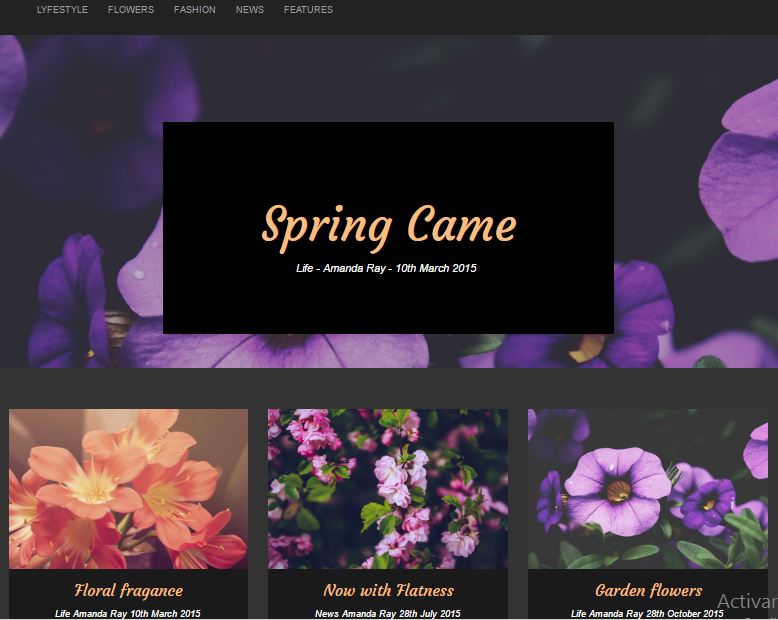 LYFESTYLE FLOWERS FASHION NEWS FEATURES
Spring Came
Life - Amanda Ray - 10th March 2015
Floral fragance Now with Flatness Garden flowers
Activar
Life Amanda Ray 10th March 2015 News Amanda Ray 28th July 2015 Life Amanda Ray 28th October 2015